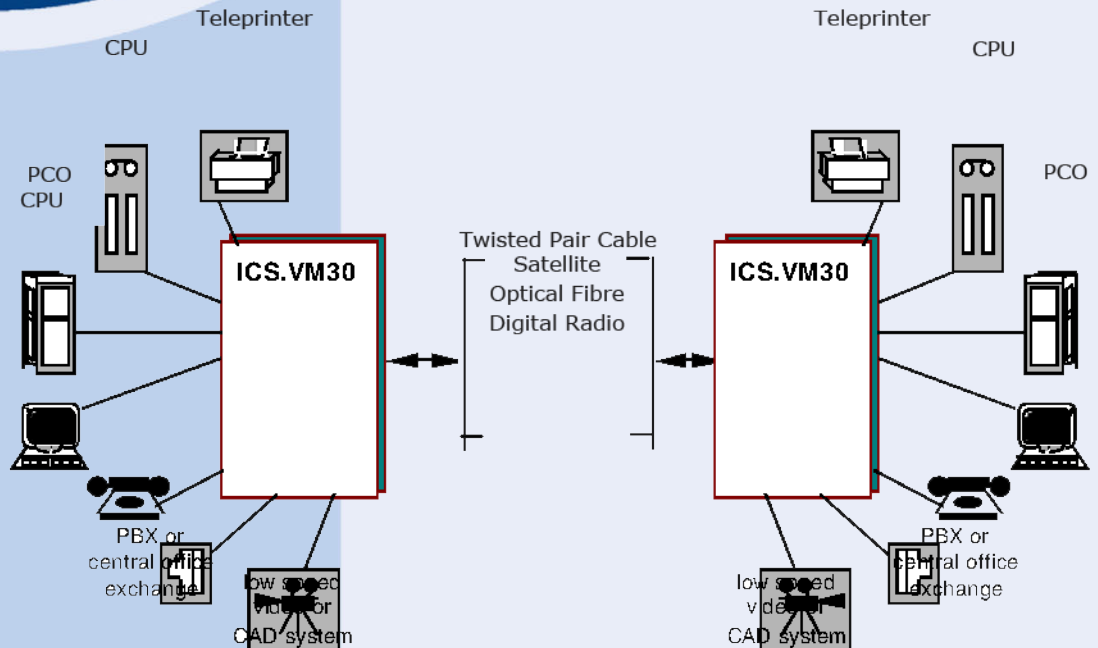 Teleprinter
CPU
PCO
CPU
ICS.VM30
PBX or
central office
exchange
low speed
video or
CAD system
Twisted Pair Cable
Satellite
Optical Fibre
Digital Radio
Teleprinter
CPU
PCO
ICS.VM30
PBX or
central office
exchange
low speed
video or
CAD system